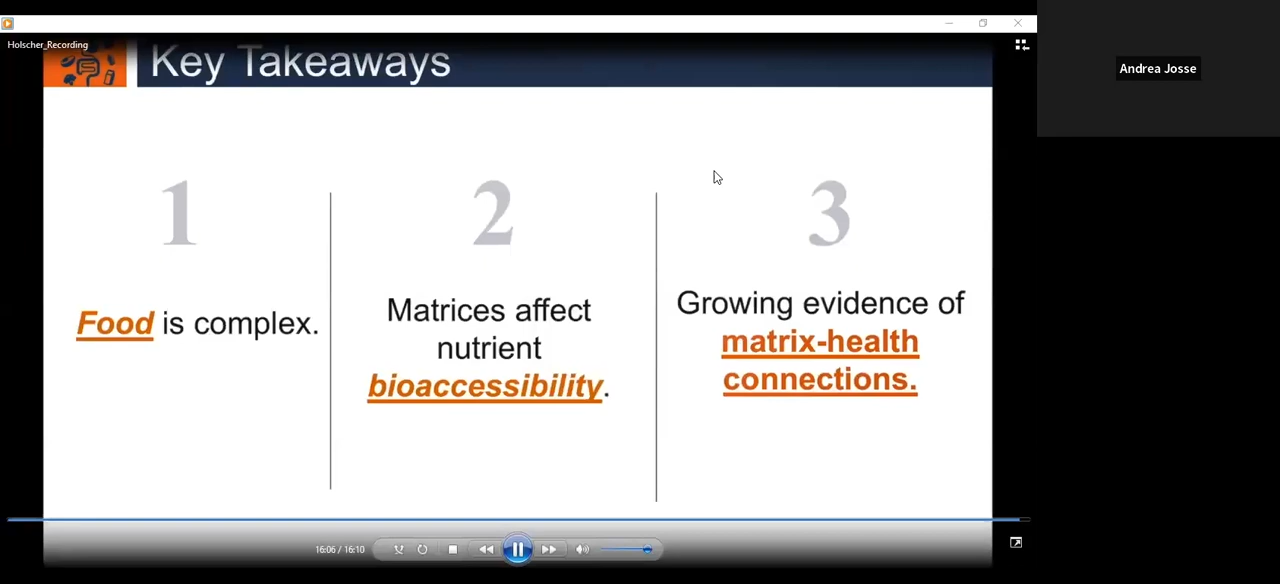 Holscher_Recording
Key Takeaways
Andrea Josse
1
Food is complex.
2
Matrices affect
nutrient
bioaccessibility.
3
Growing evidence of
matrix-health
connections.
16:06 / 16:10